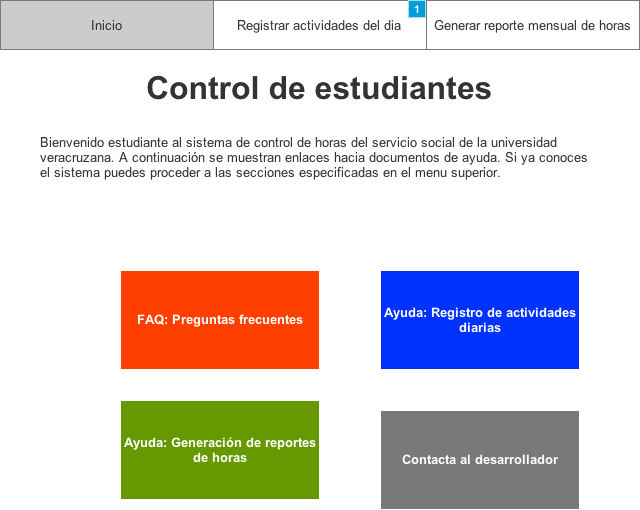 Inicio
Registrar actividades del dia
1
Generar reporte mensual de horas
Control de estudiantes
Bienvenido estudiante al sistema de control de horas del servicio social de la universidad
veracruzana. A continuación se muestran enlaces hacia documentos de ayuda. Si ya conoces
el sistema puedes proceder a las secciones especificadas en el menu superior.
FAQ: Preguntas frecuentes
Ayuda: Registro de actividades
diarias
Ayuda: Generación de reportes
de horas
Contacta al desarrollador